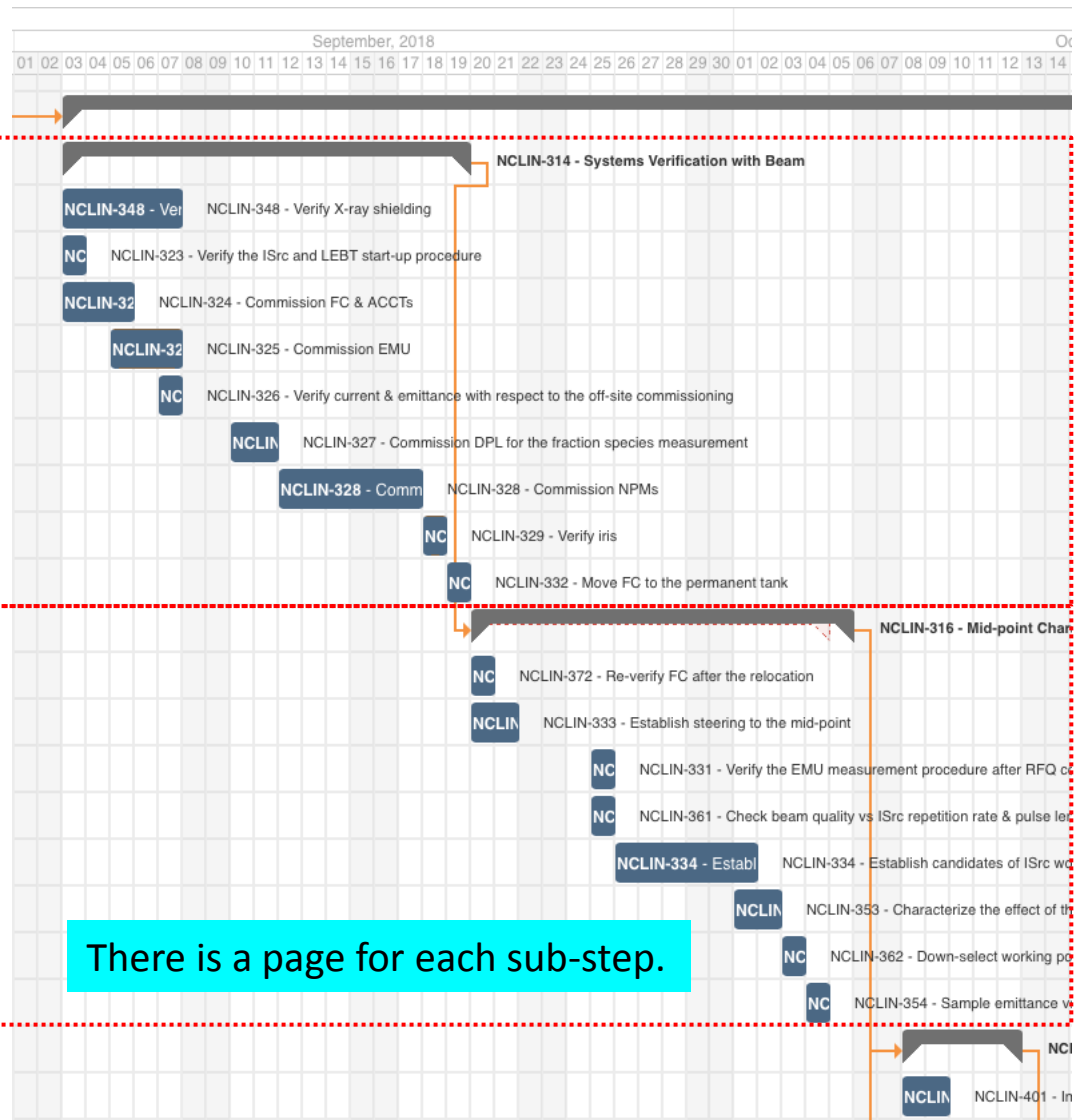 September, 2018
01 02 03 04 05 06 07 08 09 10 11 12 13 14 15 16 17 18 19 20 21 22 23 24 25 26 27 28 29 30 01 02 03 04 05 06 07 08 09 10 11 12 13 14
NCLIN-314 - Systems Verification with Beam
NCLIN-348 - Ver NCLIN-348 - Verify X-ray shielding
NC NCLIN-323 - Verify the ISrc and LEBT start-up procedure
NCLIN-32 NCLIN-324 - Commission FC & ACCTs
NCLIN-32 NCLIN-325 - Commission EMU
NC NCLIN-326 - Verify current & emittance with respect to the off-site commissioning
NCLIN NCLIN-327 - Commission DPL for the fraction species measurement
NCLIN-328 - Comm NCLIN-328 - Commission NPMs
NC NCLIN-329 - Verify iris
NC NCLIN-332 - Move FC to the permanent tank
NCLIN-316 - Mid-point Char
NC NCLIN-372 - Re-verify FC after the relocation
NCLIN NCLIN-333 - Establish steering to the mid-point
NC NCLIN-331 - Verify the EMU measurement procedure after RFQ
NC NCLIN-361 - Check beam quality vs ISrc repetition rate & pulse
NCLIN-334 - Establ NCLIN-334 - Establish candidates of ISrc
NCLIN NCLIN-353 - Characterize the effect of
There is a page for each sub-step.
NC NCLIN-362 - Down-select working
NC NCLIN-354 - Sample emittance
NCLIN NCLIN-401 - In